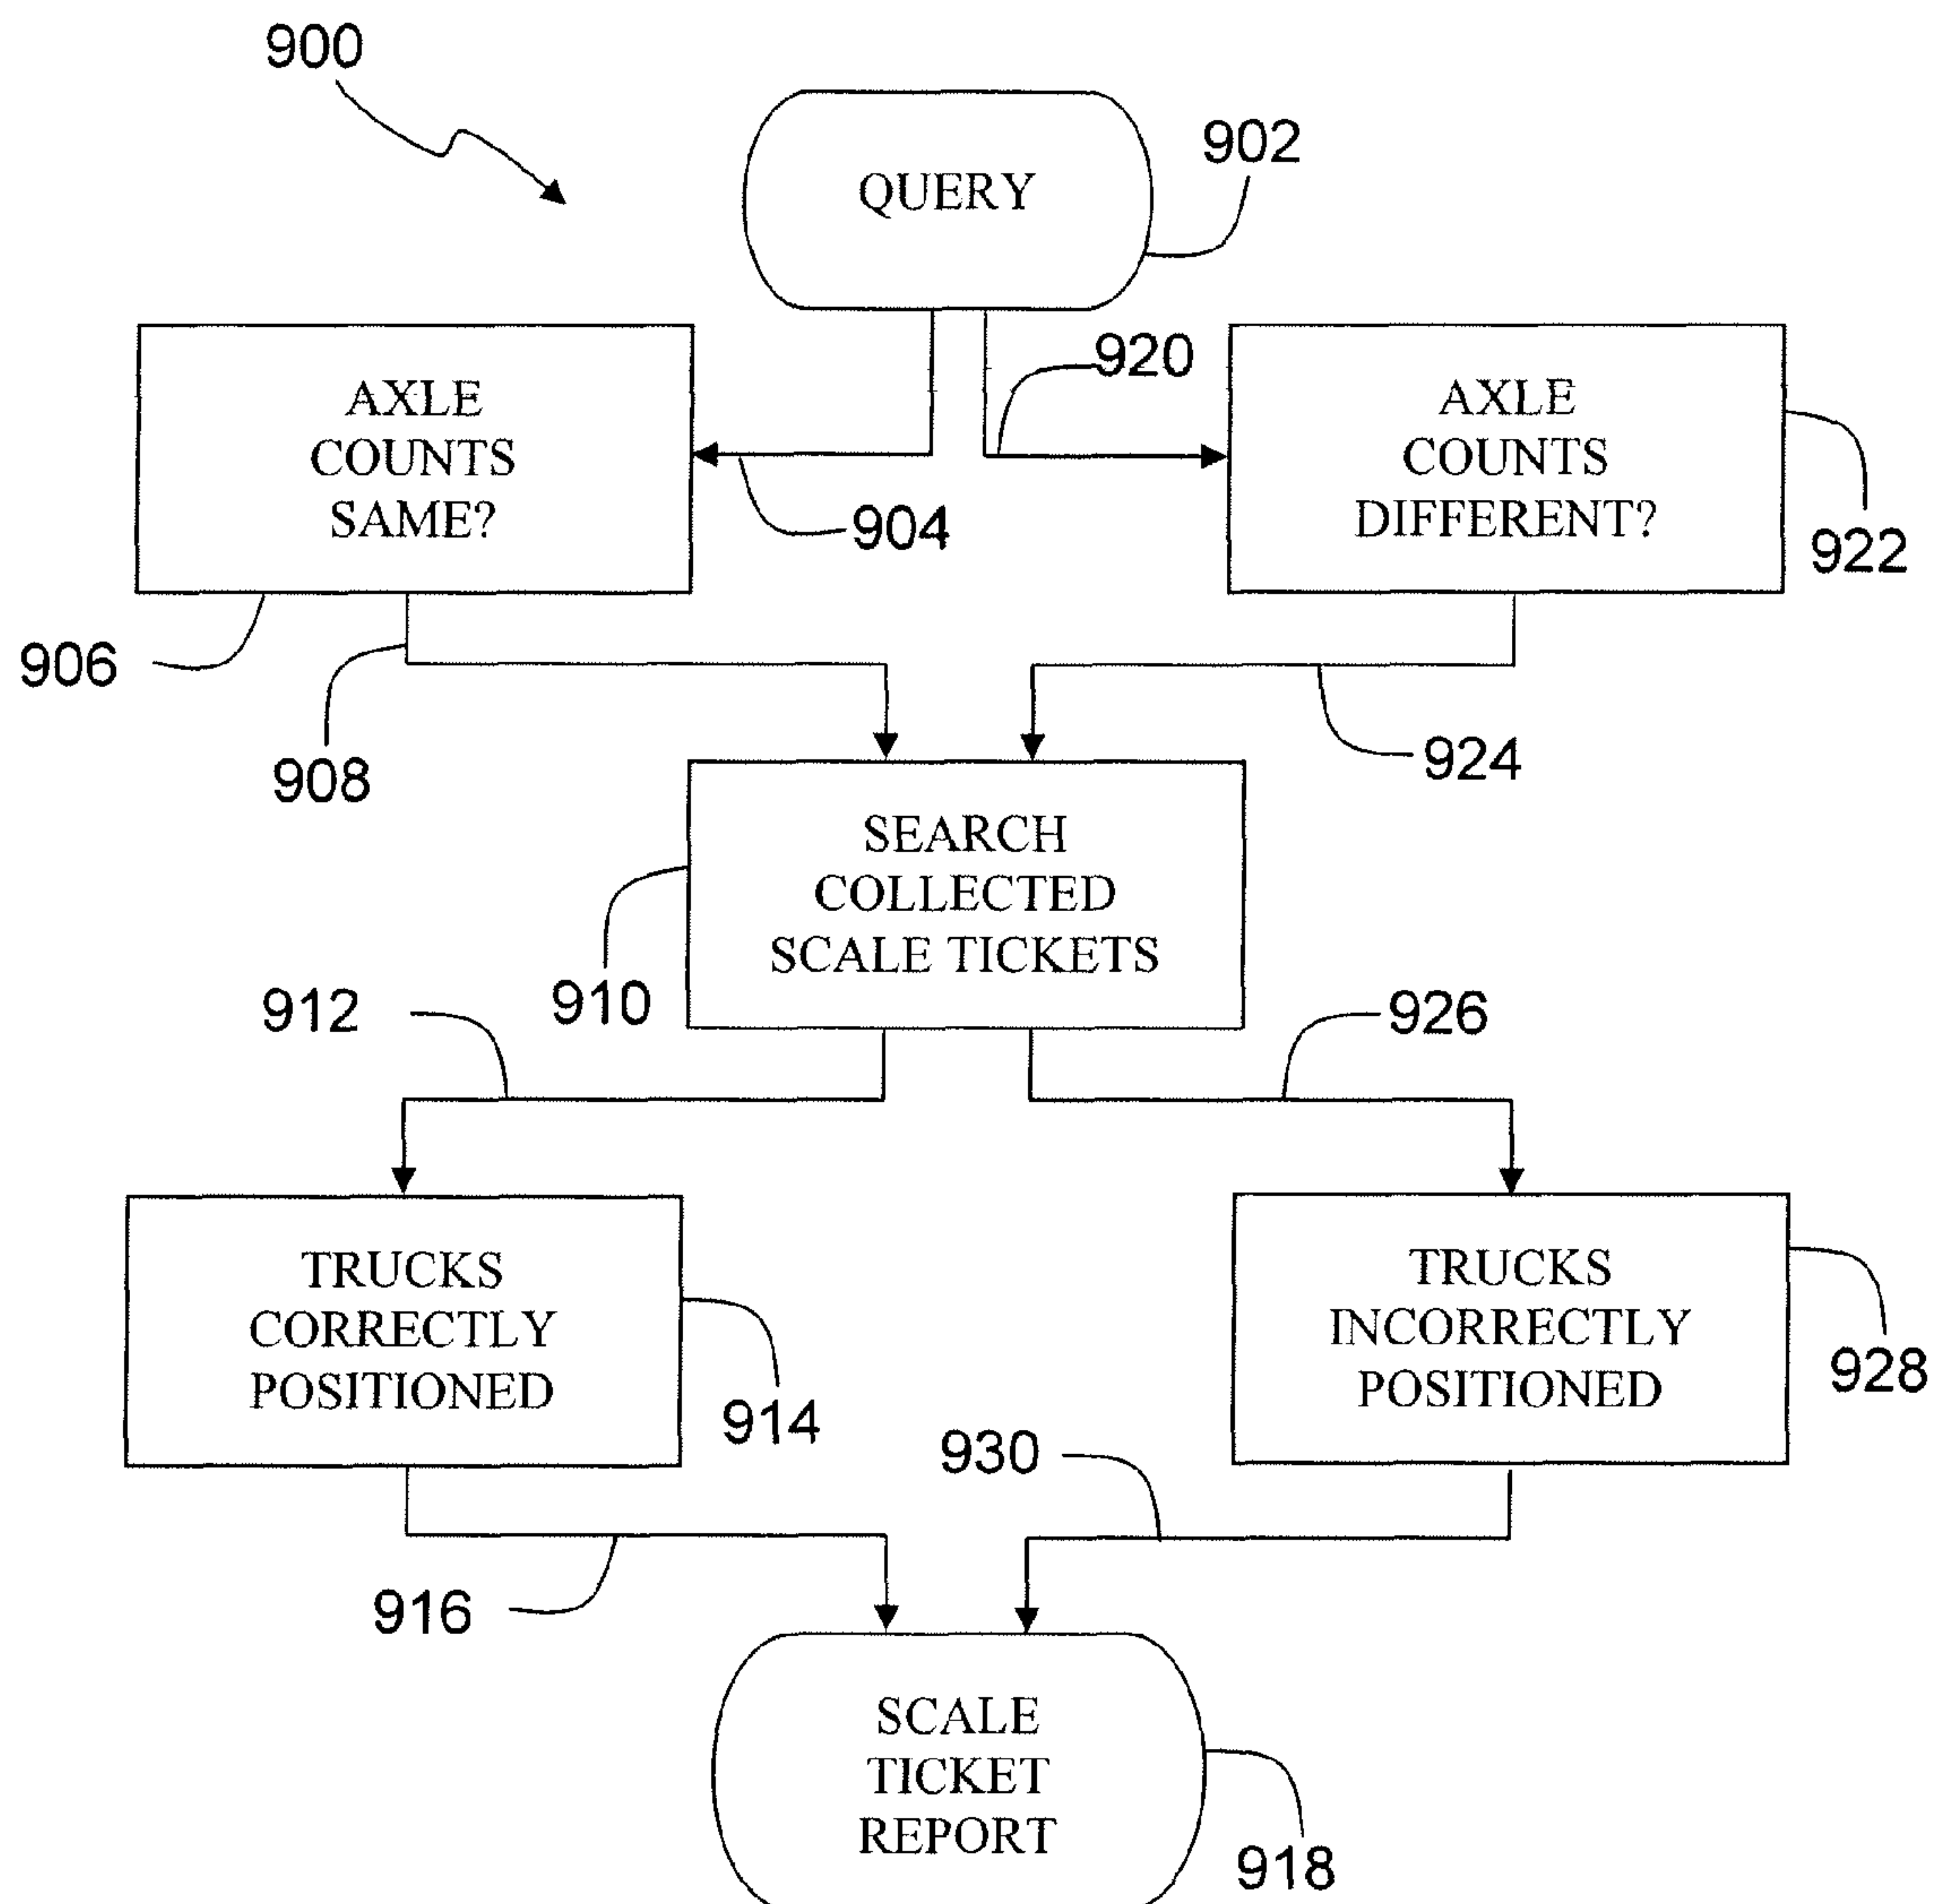 900
QUERY
902
920
AXLE
COUNTS
SAME?
904
AXLE
COUNTS
DIFFERENT?
922
906
908
924
SEARCH
COLLECTED
SCALE TICKETS
910
912
926
TRUCKS
CORRECTLY
POSITIONED
914
TRUCKS
INCORRECTLY
POSITIONED
928
930
916
SCALE
TICKET
REPORT
918